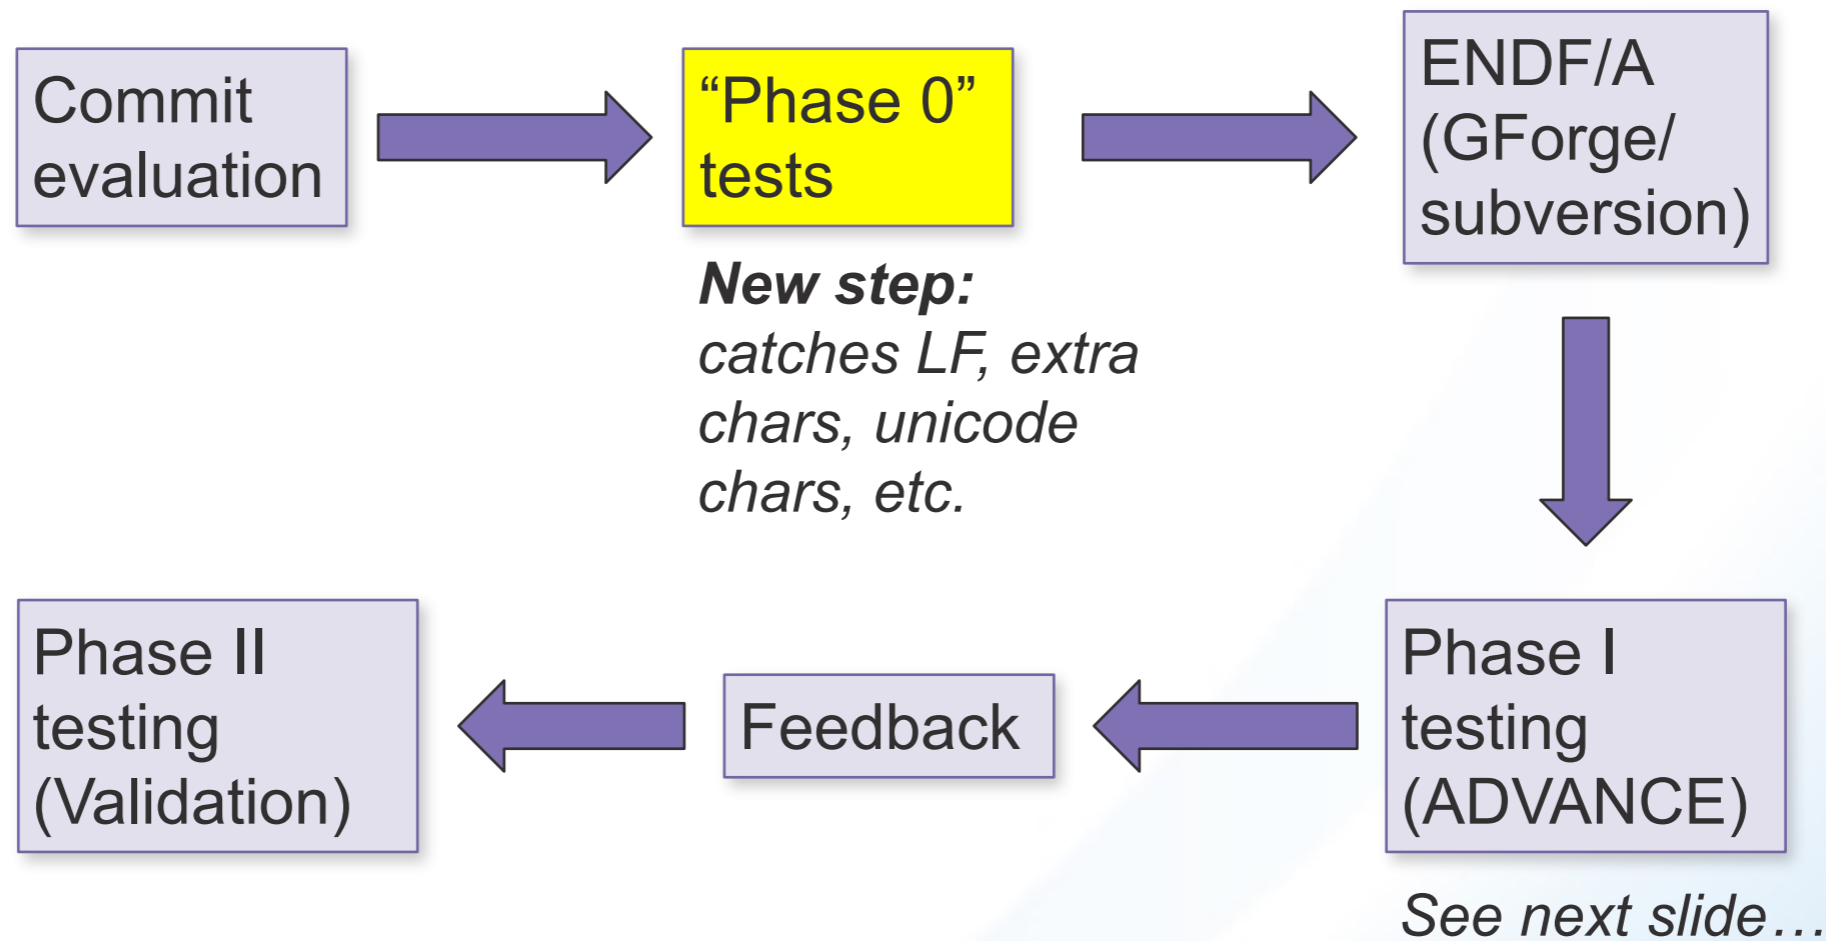 Commit
evaluation
“Phase 0”
tests
New step:
catches LF, extra
chars, unicode
chars, etc.
ENDF/A
(GForge/
subversion)
Phase I
testing
(ADVANCE)
See next slide…
Feedback
Phase II
testing
(Validation)